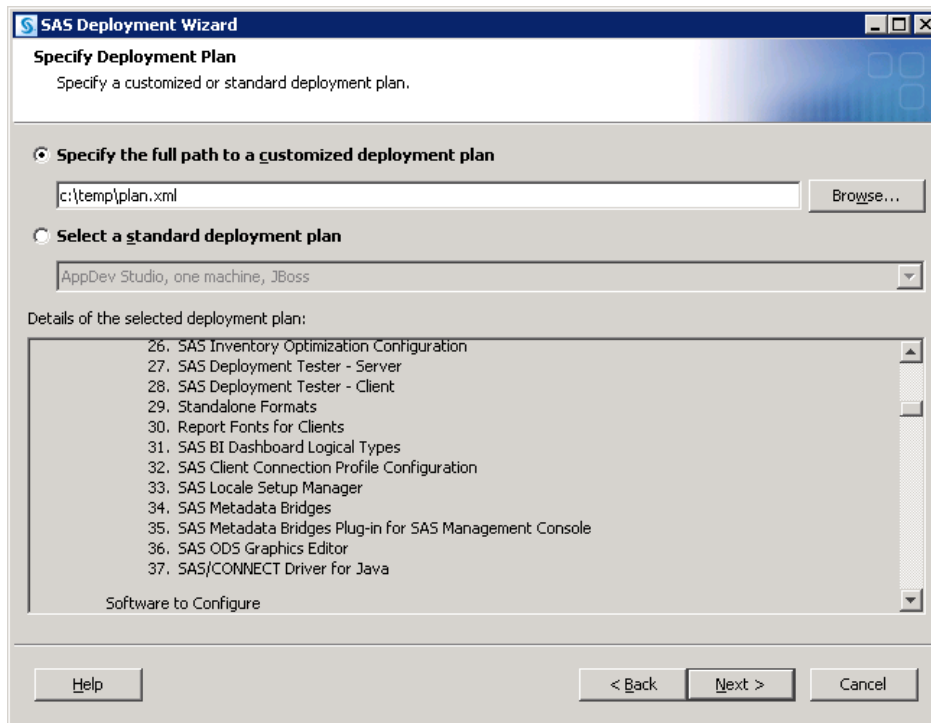 SAS Deployment Wizard
Specify Deployment Plan
Specify a customized or standard deployment plan.
Specify the full path to a customized deployment plan
c:\temp\plan.xml
Browse...
Select a standard deployment plan
AppDev Studio, one machine, JBoss
Details of the selected deployment plan:
26. SAS Inventory Optimization Configuration
27. SAS Deployment Tester - Server
28. SAS Deployment Tester - Client
29. Standalone Formats
30. Report Fonts for Clients
31. SAS BI Dashboard Logical Types
32. SAS Client Connection Profile Configuration
33. SAS Locale Setup Manager
34. SAS Metadata Bridges
35. SAS Metadata Bridges Plug-in for SAS Management Console
36. SAS ODS Graphics Editor
37. SAS/CONNECT Driver for Java
Software to Configure
Help
< Back
Next >
Cancel